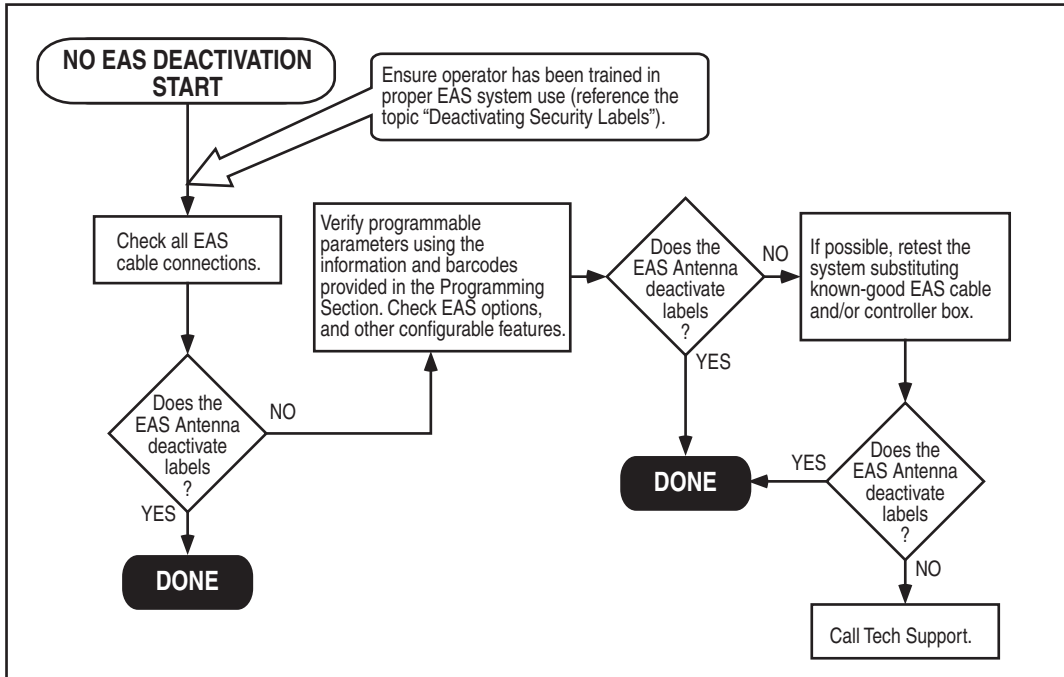 NO EAS DEACTIVATION
START
Ensure operator has been trained in
proper EAS system use (reference the
topic “Deactivating Security Labels”).
Check all EAS
cable connections.
Does the
EAS Antenna
deactivate
labels
?
YES
DONE
NO
Verify programmable
parameters using the
information and barcodes
provided in the Programming
Section. Check EAS options,
and other configurable features.
Does the
EAS Antenna
deactivate
labels
?
YES
DONE
NO
If possible, retest the
system substituting
known-good EAS cable
and/or controller box.
Does the
EAS Antenna
deactivate
labels
?
YES
NO
Call Tech Support.